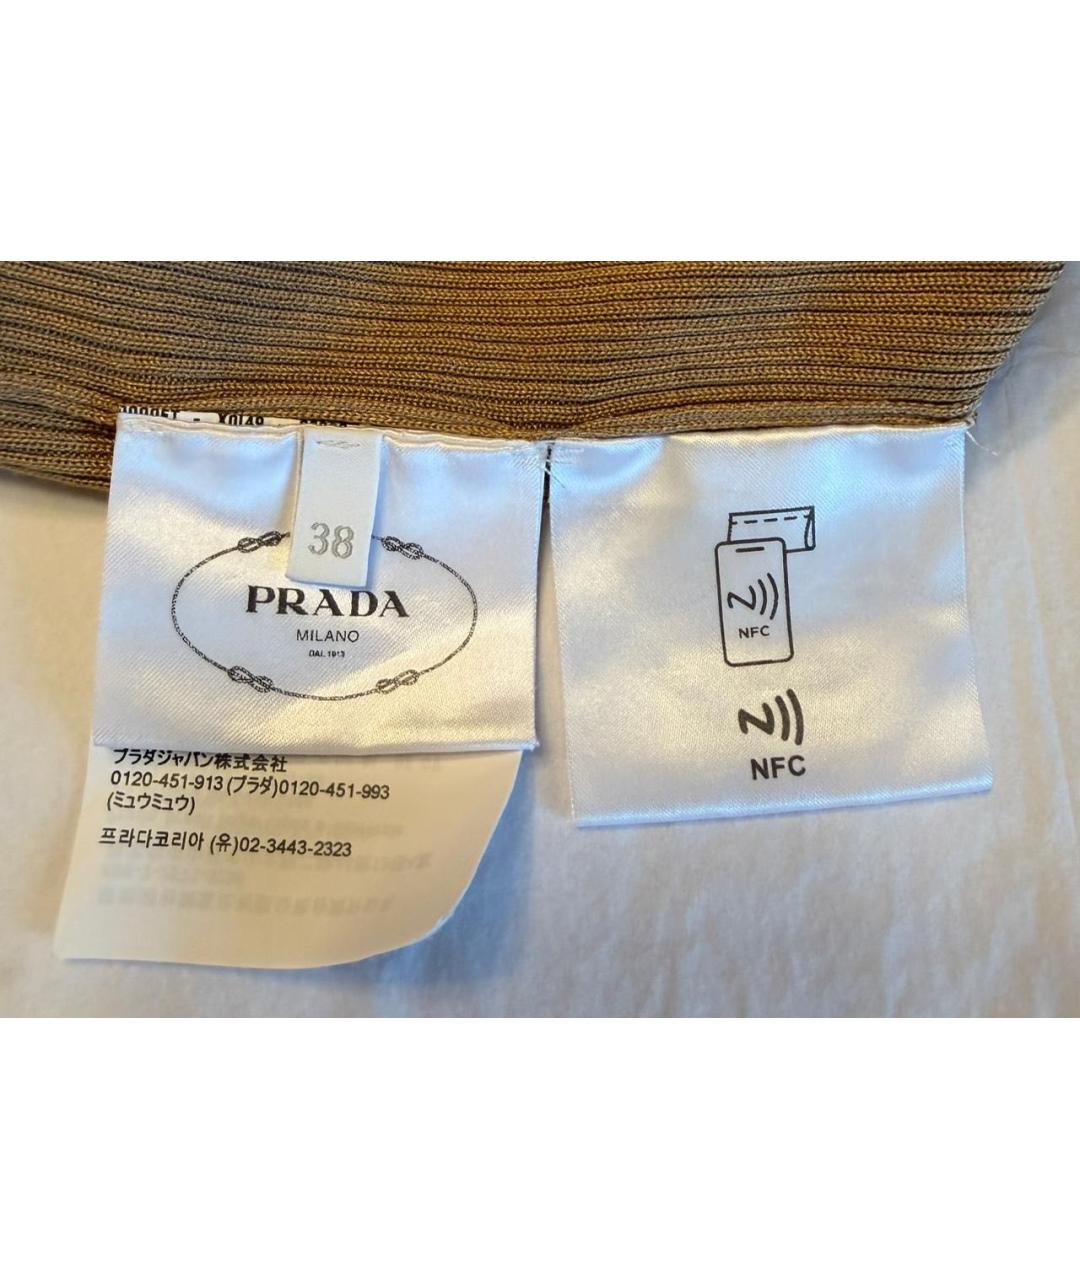 38
PRADA
MILANO
DAL 1913
プラダジャパン株式会社
0120-451-913 (プラダ)0120-451-993
(ミュウミュウ)
프라다코리아 (유)02-3443-2323
NFC
NFC